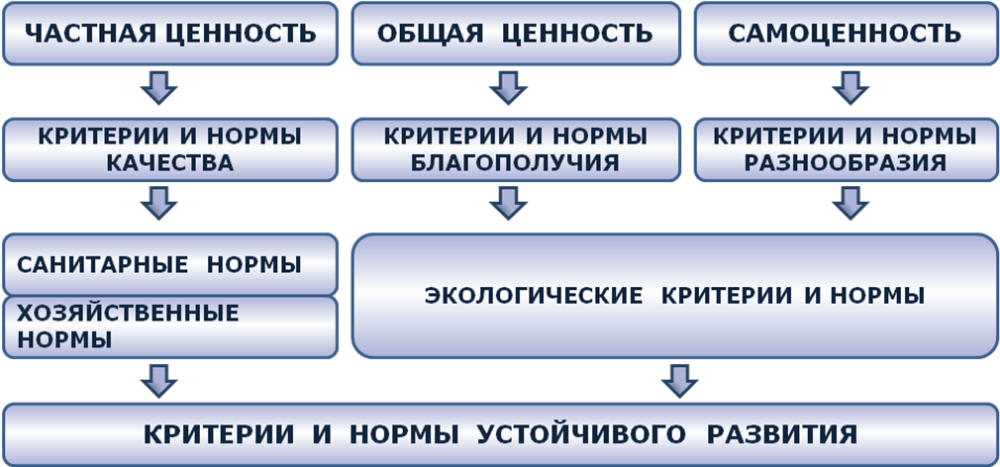 ЧАСТНАЯ ЦЕННОСТЬ
ОБЩАЯ ЦЕННОСТЬ
САМОЦЕННОСТЬ
КРИТЕРИИ И НОРМЫ
КАЧЕСТВА
КРИТЕРИИ И НОРМЫ
БЛАГОПОЛУЧИЯ
КРИТЕРИИ И НОРМЫ
РАЗНООБРАЗИЯ
САНИТАРНЫЕ НОРМЫ
ХОЗЯЙСТВЕННЫЕ
НОРМЫ
ЭКОЛОГИЧЕСКИЕ КРИТЕРИИ И НОРМЫ
КРИТЕРИИ И НОРМЫ УСТОЙЧИВОГО РАЗВИТИЯ